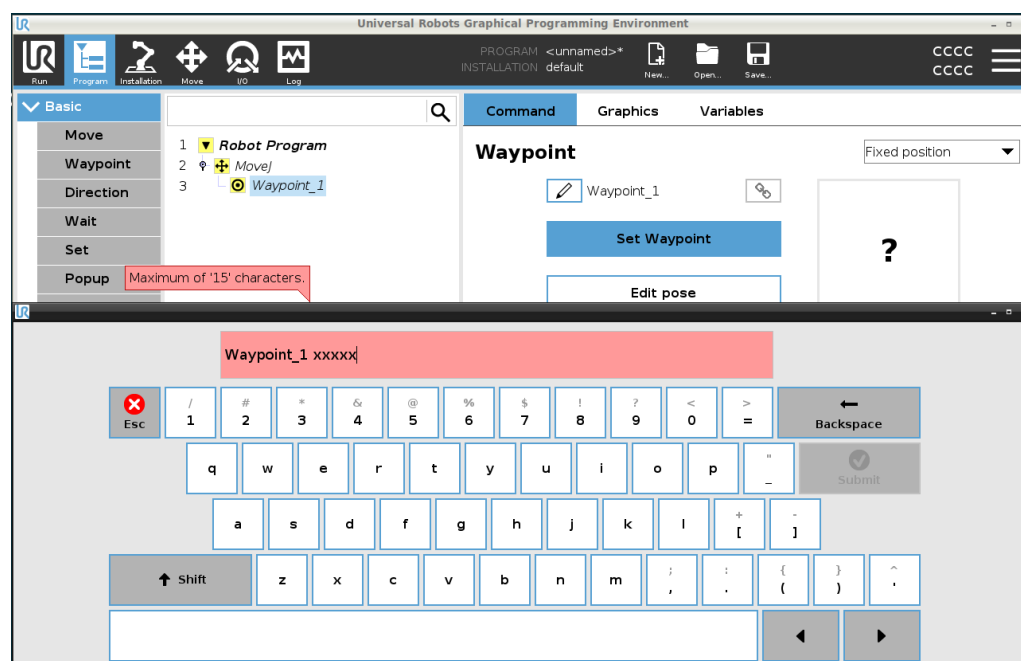 UR Universal Robots Graphical Programming Environment
UR Run Program Installation Move I/O Log PROGRAM <unnamed>* INSTALLATION default New... Open... Save... CCCC CCCC
Basic
Move
Waypoint
Direction
Wait
Set
Popup
1 Robot Program
2 MoveJ
3 Waypoint_1
Maximum of '15' characters.
Command Graphics Variables
Waypoint Fixed position
Waypoint_1
Set Waypoint
?
Edit pose
UR
Waypoint_1 xxxxx
Esc / 1 # 2 * 3 & 4 @ 5 % 6 $ 7 ! 8 ? 9 < 0 > = Backspace
q w e r t y u i o p " _ Submit
a s d f g h j k l + [ - ]
Shift z x c v b n m ; , : . { ( } ) ^ '